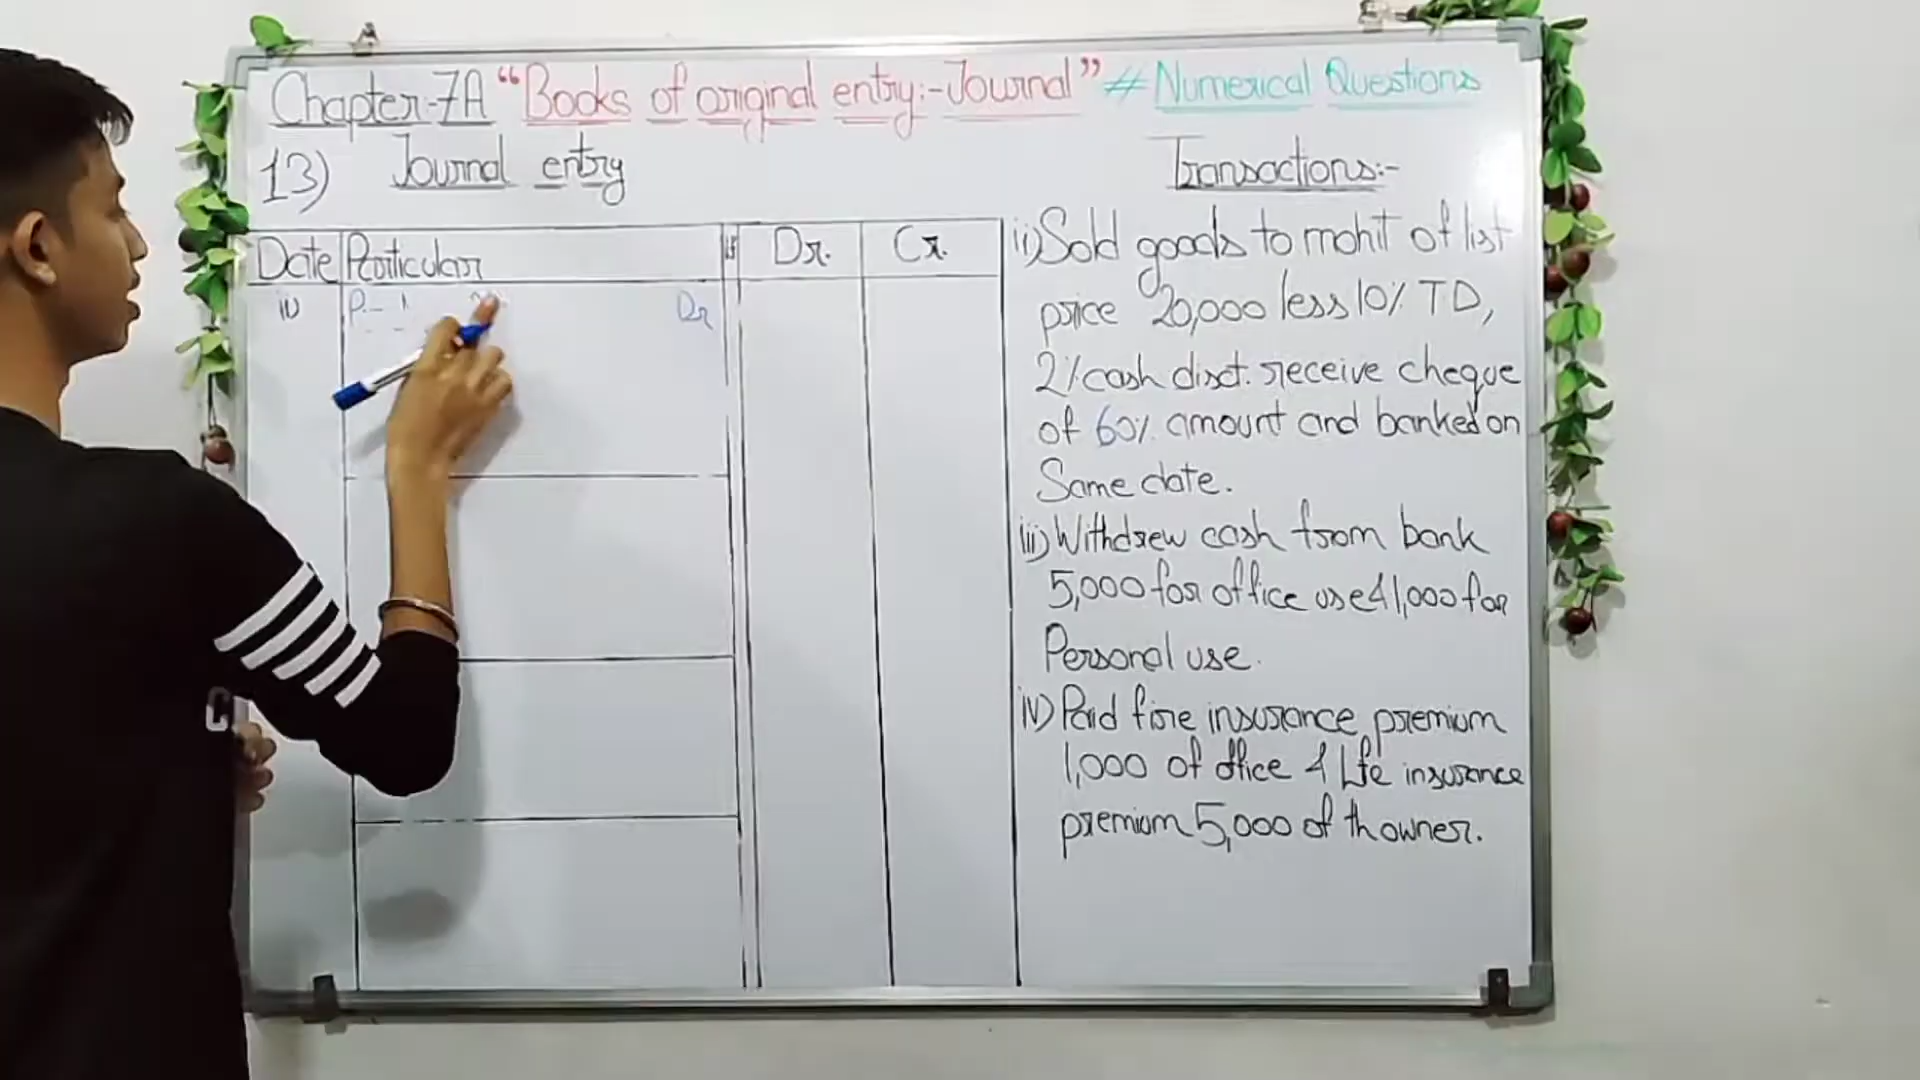 Chapter-7A “Books of original entry:-Journal” # Numerical Questions
13) Journal entry
Transactions:-
Date Particular Lf Dr. Cr.
Dr
ii) Sold goods to mohit of list
price 20,000 less 10% TD,
2% cash disct. receive cheque
of 60% amount and banked on
Same date.
iii) Withdrew cash from bank
5,000 for office use & 1,000 for
Personal use.
iv) Paid fire insurance premium
1,000 of office & Life insurance
premium 5,000 of th owner.